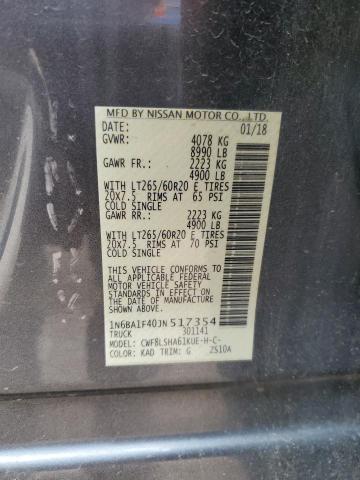 MFD BY NISSAN MOTOR CO., LTD.
DATE: 01/18
GVWR: 4078 KG
8990 LB
GAWR FR.: 2223 KG
4900 LB
WITH LT265/60R20 E TIRES
20X7.5 RIMS AT 65 PSI
COLD SINGLE
GAWR RR.: 2223 KG
4900 LB
WITH LT265/60R20 E TIRES
20X7.5 RIMS AT 70 PSI
COLD SINGLE
THIS VEHICLE CONFORMS
TO ALL APPLICABLE FEDERAL
MOTOR VEHICLE SAFETY
STANDARDS IN EFFECT ON THE
DATE OF MANUFACTURE SHOWN
ABOVE.
1N6BA1F40JN517354
TRUCK 301141
MODEL: CWF8LSHA61KUE-H-C-
COLOR: KAD TRIM: G ZS10A